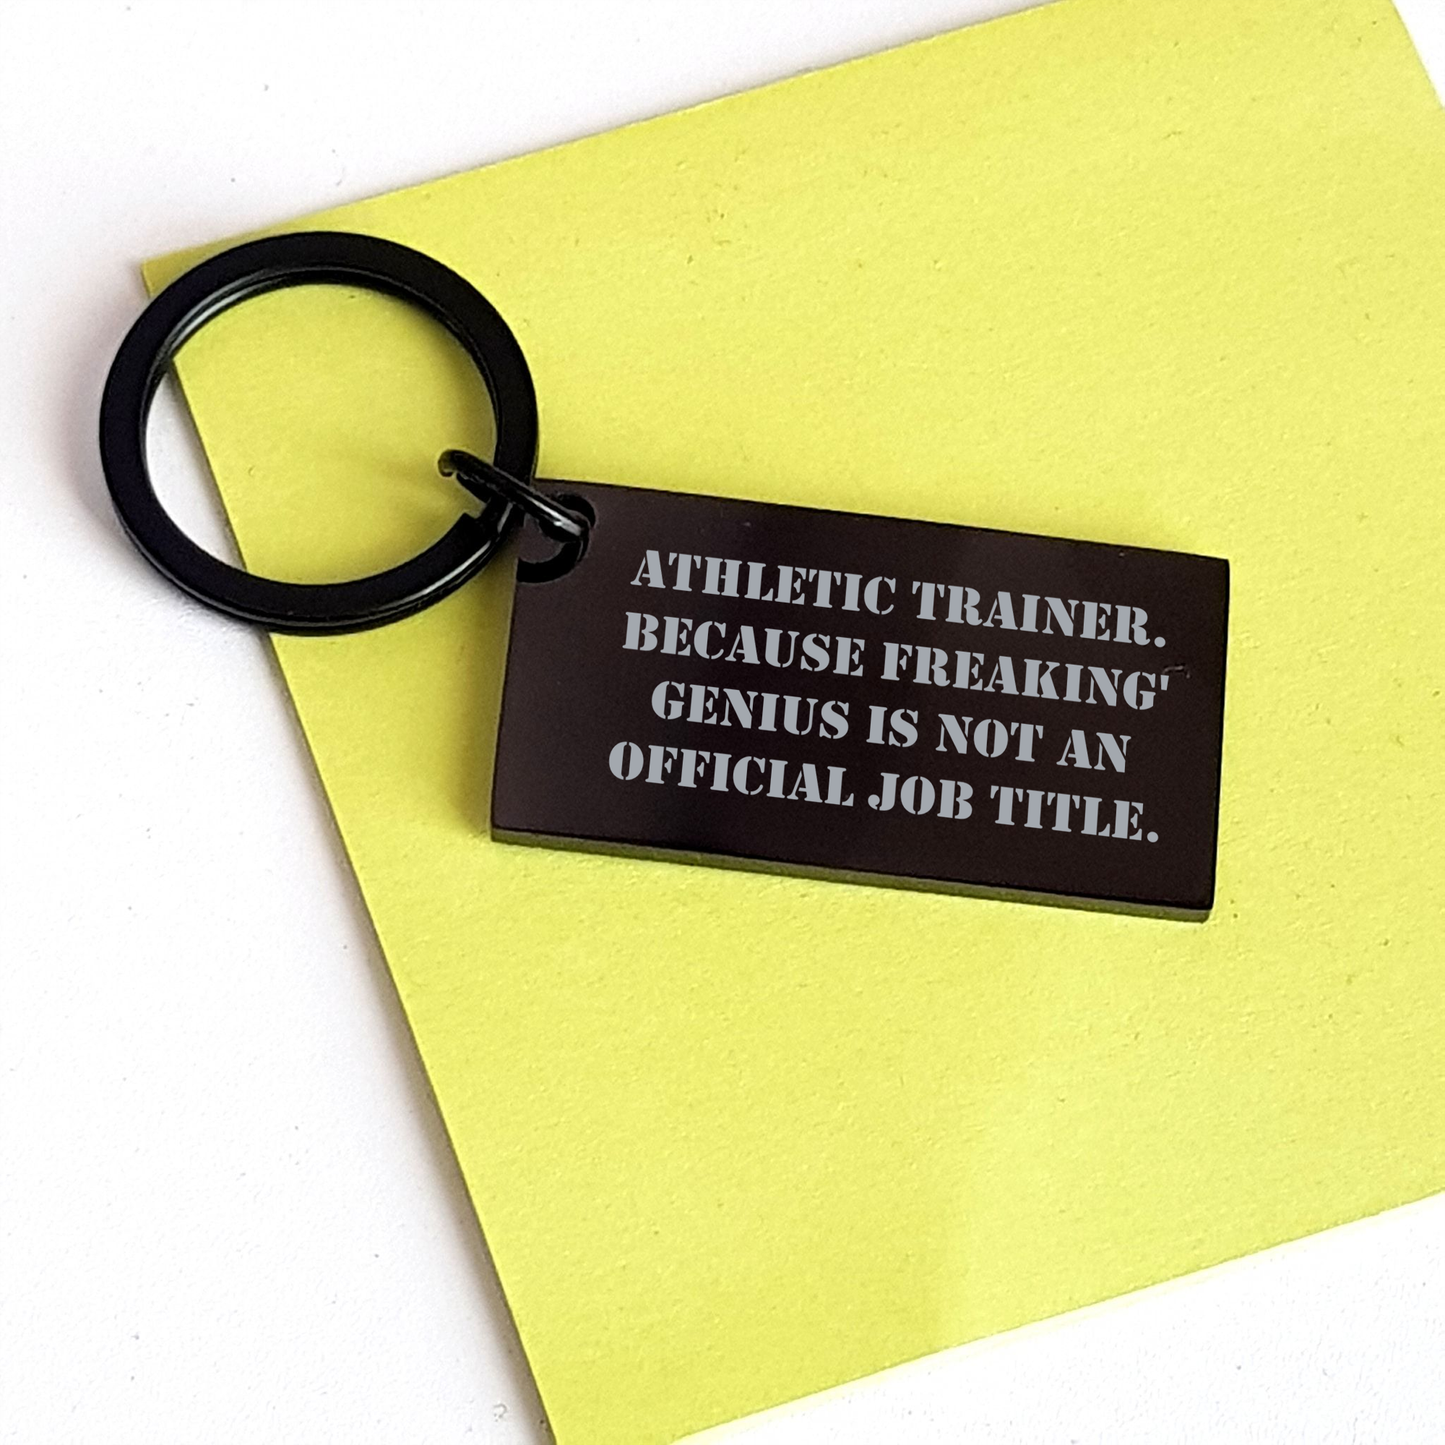 ATHLETIC TRAINER.
BECAUSE FREAKING'
GENIUS IS NOT AN
OFFICIAL JOB TITLE.